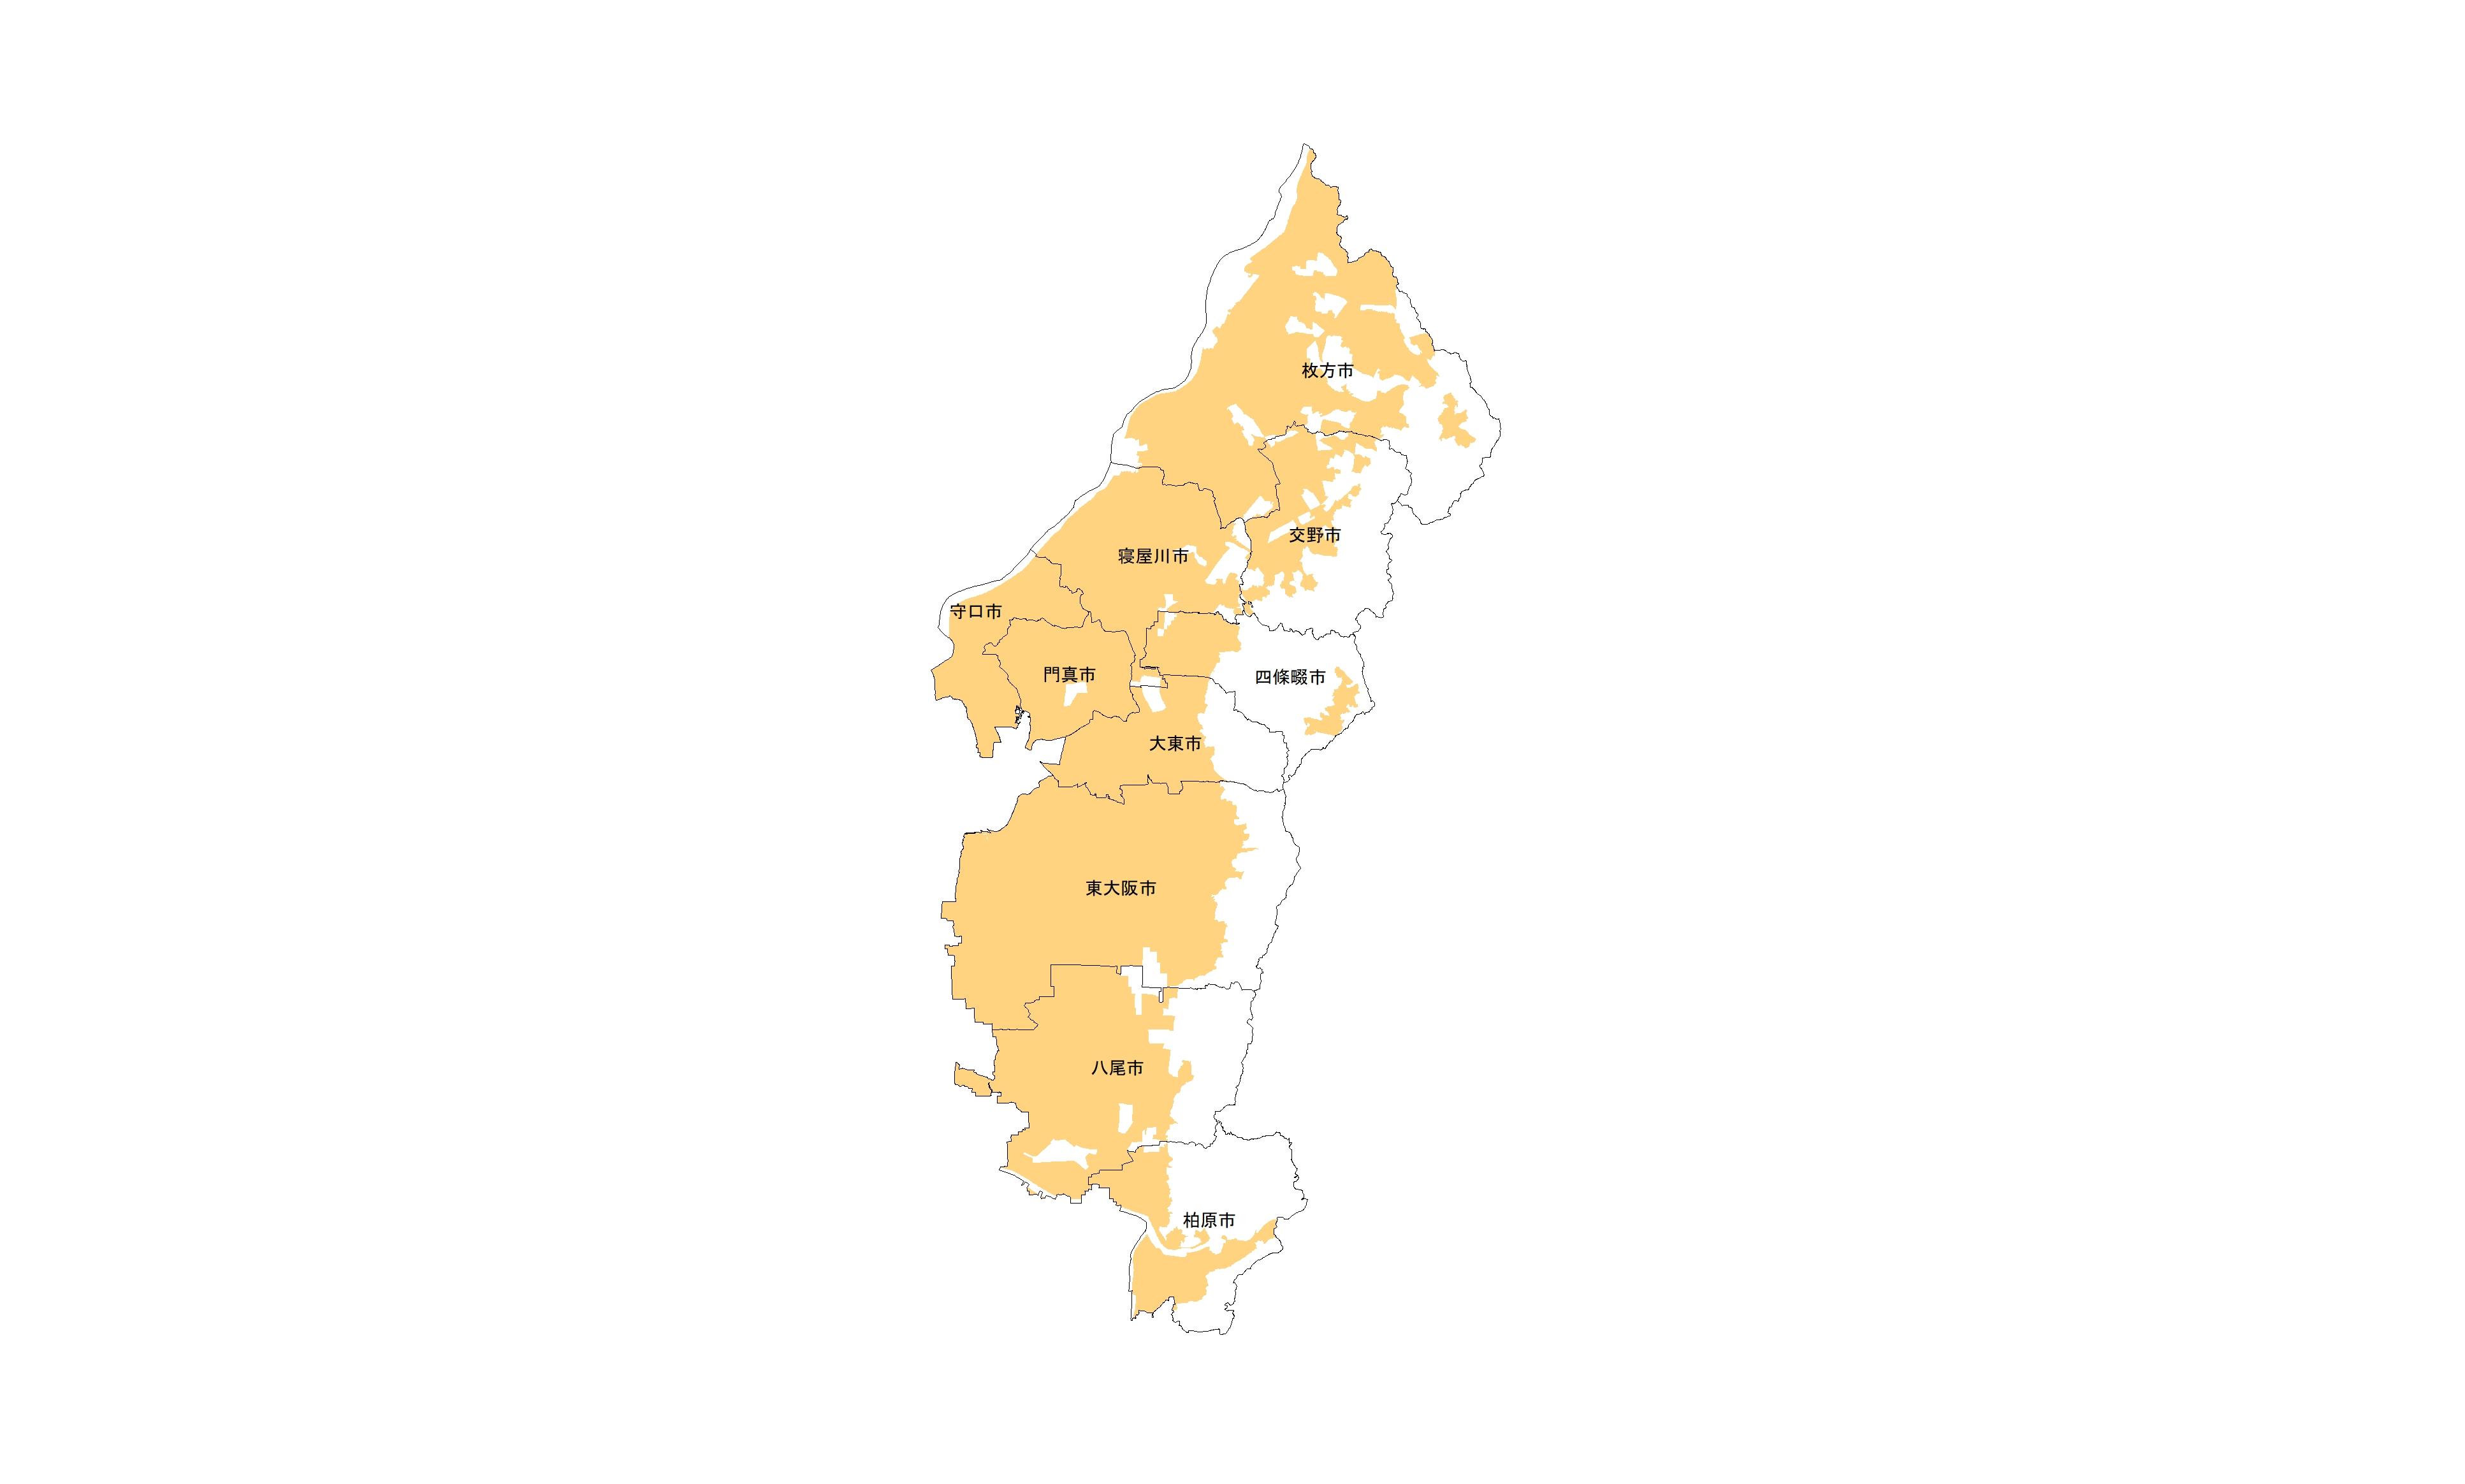 枚方市
交野市
寝屋川市
守口市
門真市
四條畷市
大東市
東大阪市
八尾市
柏原市